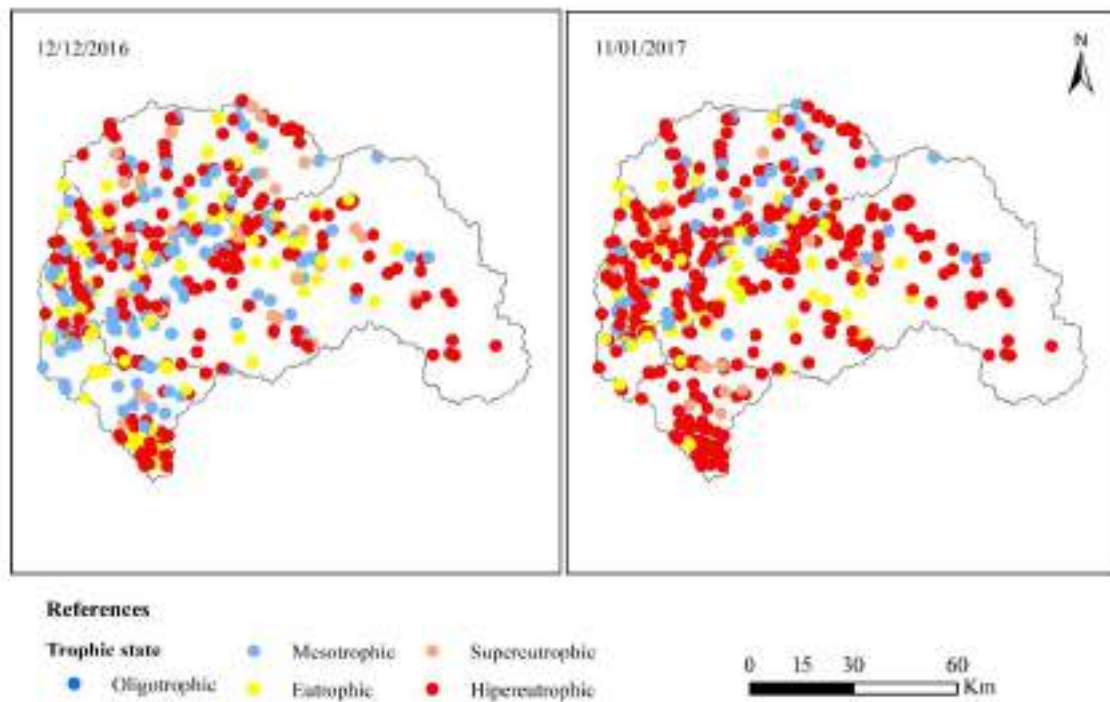 12/12/2016
11/01/2017
N
References
Trophic state
Oligotrophic
Mesotrophic
Eutrophic
Supereutrophic
Hipereutrophic
0 15 30 60
Km